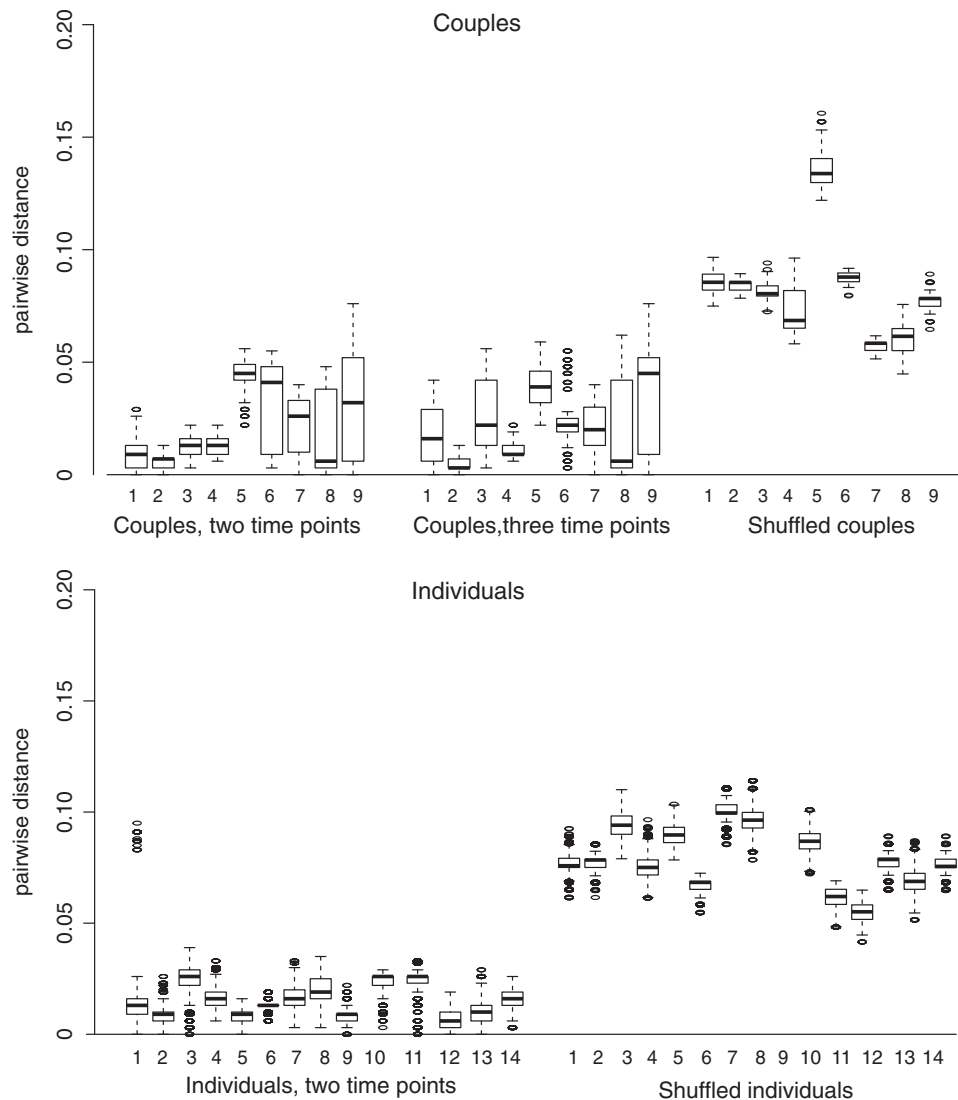 Couples
0.20
0.15
0.10
0.05
0
pairwise distance
1 2 3 4 5 6 7 8 9
Couples, two time points
1 2 3 4 5 6 7 8 9
Couples,three time points
1 2 3 4 5 6 7 8 9
Shuffled couples
Individuals
0.20
0.15
0.10
0.05
0
pairwise distance
1 2 3 4 5 6 7 8 9 10 11 12 13 14
Individuals, two time points
1 2 3 4 5 6 7 8 9 10 11 12 13 14
Shuffled individuals